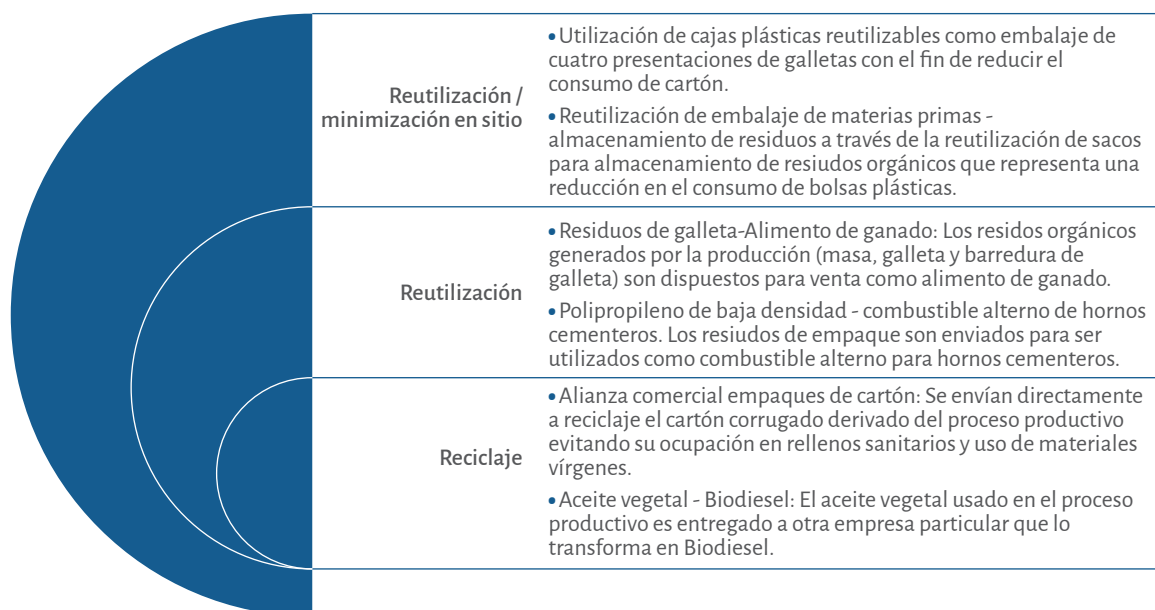 Reutilización /
minimización en sitio
• Utilización de cajas plásticas reutilizables como embalaje de
cuatro presentaciones de galletas con el fin de reducir el
consumo de cartón.
• Reutilización de embalaje de materias primas -
almacenamiento de residuos a través de la reutilización de sacos
para almacenamiento de resiudos orgánicos que representa una
reducción en el consumo de bolsas plásticas.
Reutilización
• Residuos de galleta-Alimento de ganado: Los residos orgánicos
generados por la producción (masa, galleta y barredura de
galleta) son dispuestos para venta como alimento de ganado.
• Polipropileno de baja densidad - combustible alterno de hornos
cementeros. Los resiudos de empaque son enviados para ser
utilizados como combustible alterno para hornos cementeros.
Reciclaje
• Alianza comercial empaques de cartón: Se envían directamente
a reciclaje el cartón corrugado derivado del proceso productivo
evitando su ocupación en rellenos sanitarios y uso de materiales
vírgenes.
• Aceite vegetal - Biodiesel: El aceite vegetal usado en el proceso
productivo es entregado a otra empresa particular que lo
transforma en Biodiesel.